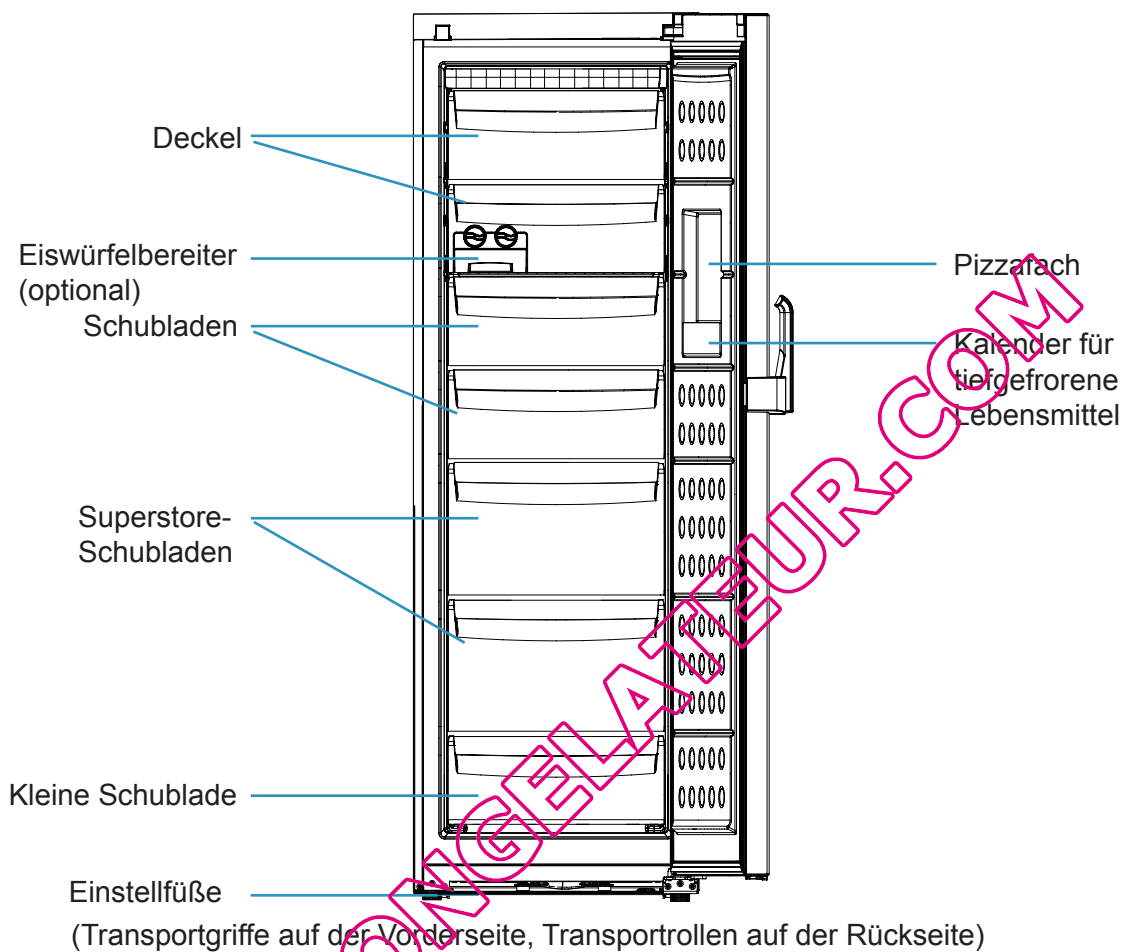 Deckel
Eiswürfelbereiter
(optional)
Schubladen
Superstore-
Schubladen
Kleine Schublade
Einstellfüße
(Transportgriffe auf der Vorderseite, Transportrollen auf der Rückseite)
Pizzafach
Kalender für
tiefgefrorene
Lebensmittel
ONGELATEUR.COM